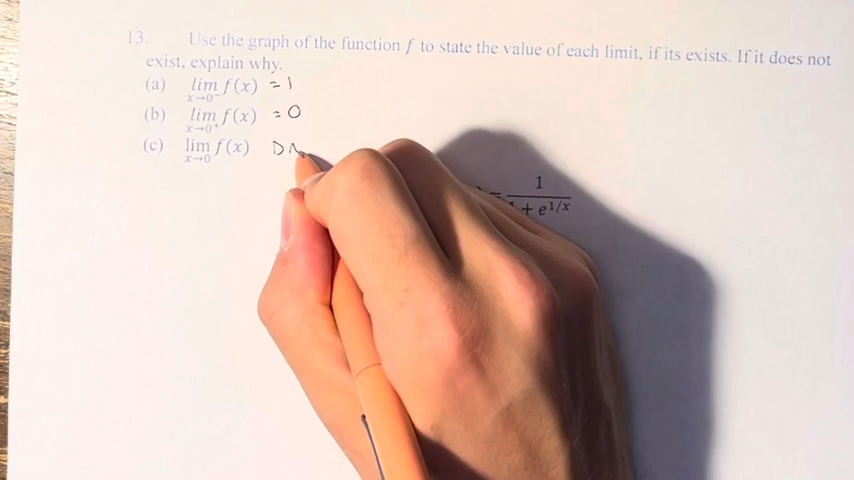 13. Use the graph of the function f to state the value of each limit, if its exists. If it does not
exist, explain why.
(a) lim x→0⁻ f(x) = 1
(b) lim x→0⁺ f(x) = 0
(c) lim x→0 f(x) DN
= 1 / + e^1/x